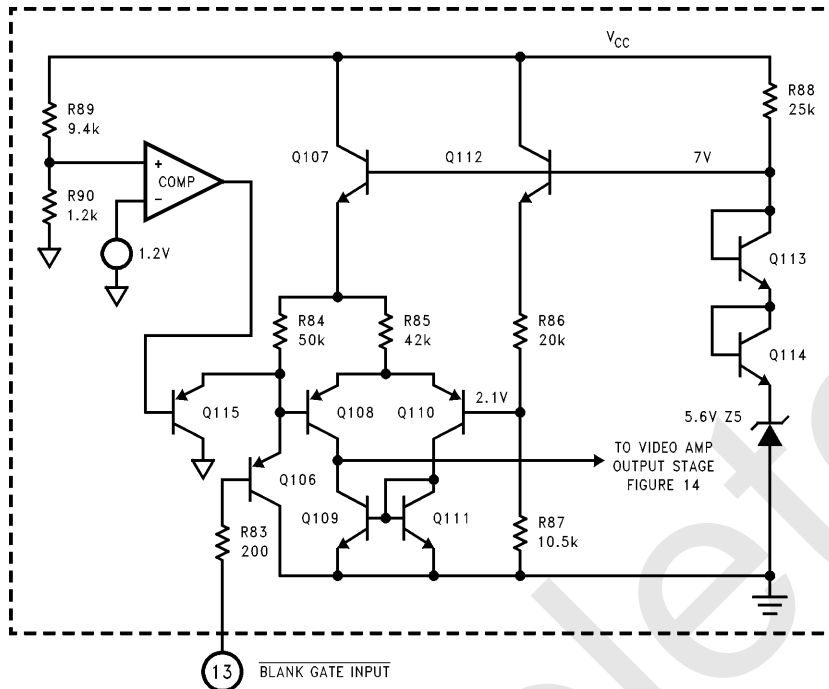 VCC
R89
9.4k
R88
25k
Q107
Q112
7V
+
COMP
−
R90
1.2k
1.2V
Q113
R84
50k
R85
42k
R86
20k
Q114
Q115
Q108
Q110
2.1V
5.6V Z5
TO VIDEO AMP
OUTPUT STAGE
FIGURE 14
Q106
Q109
Q111
R83
200
R87
10.5k
13
BLANK GATE INPUT